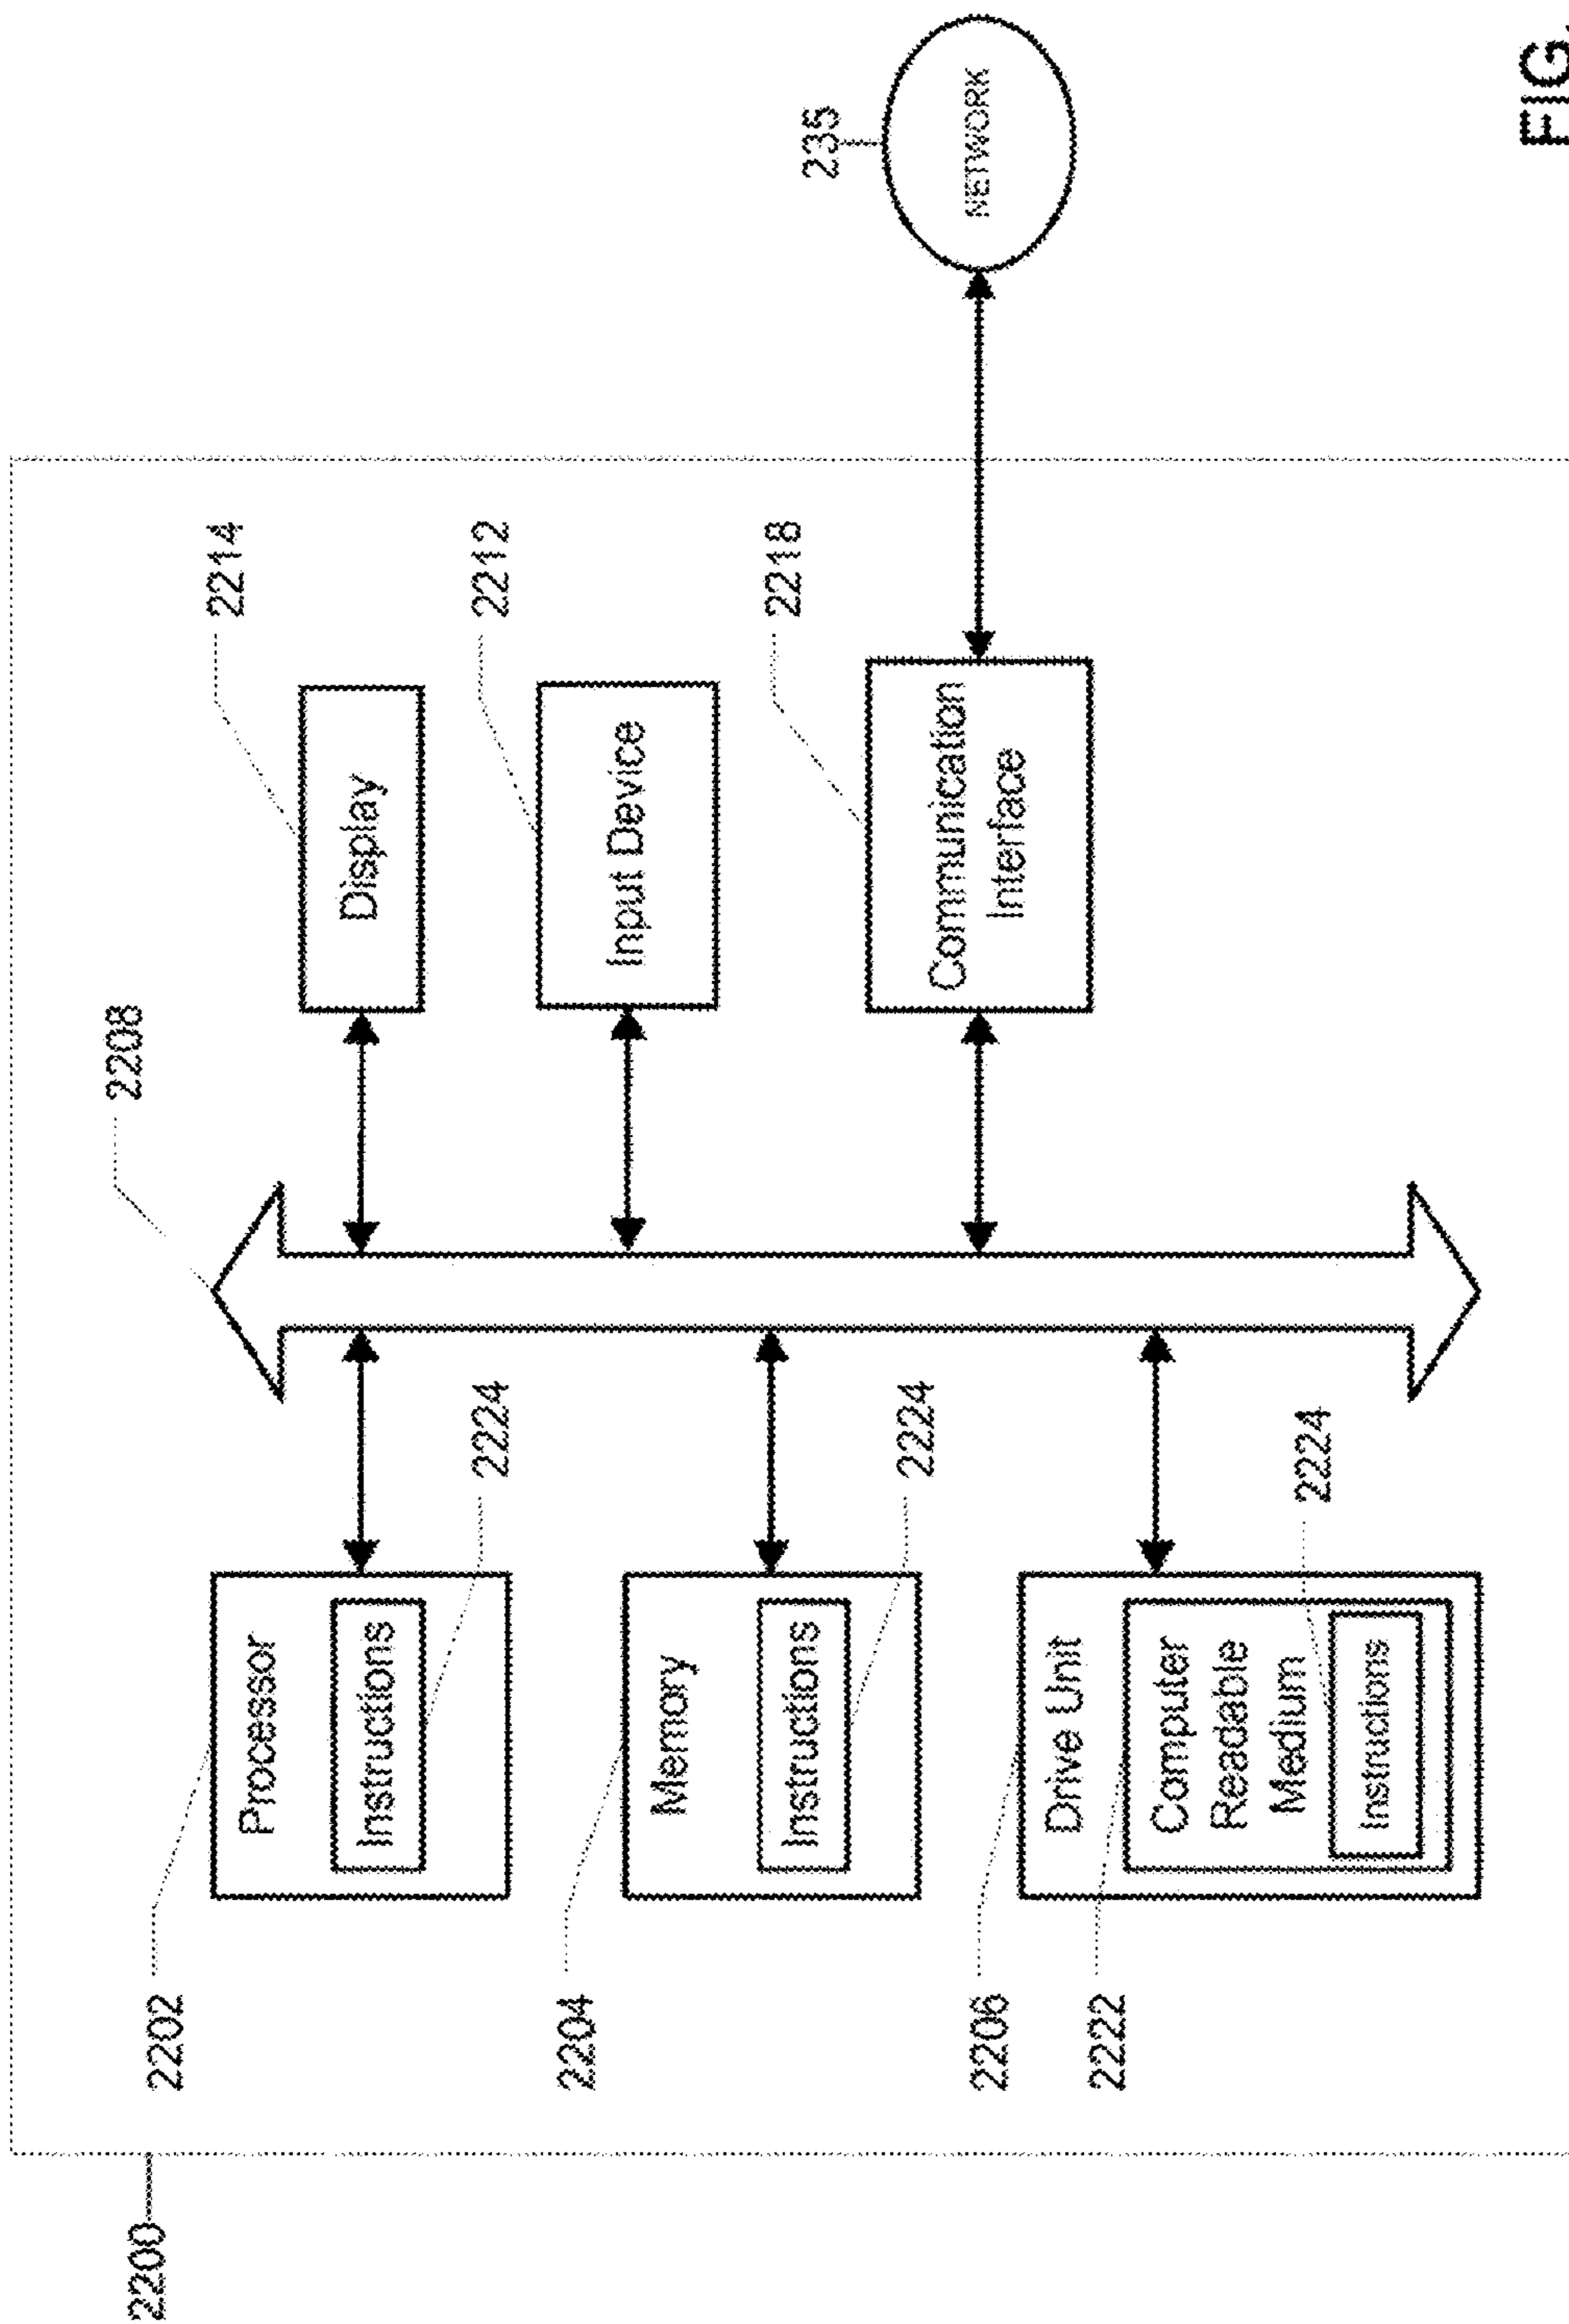 2200
2208
2202
Processor
Instructions
2224
2214
Display
2204
Memory
Instructions
2224
2212
Input Device
2206
2222
Drive Unit
Computer
Readable
Medium
Instructions
2224
2218
Communication
Interface
235
NETWORK
FIG.